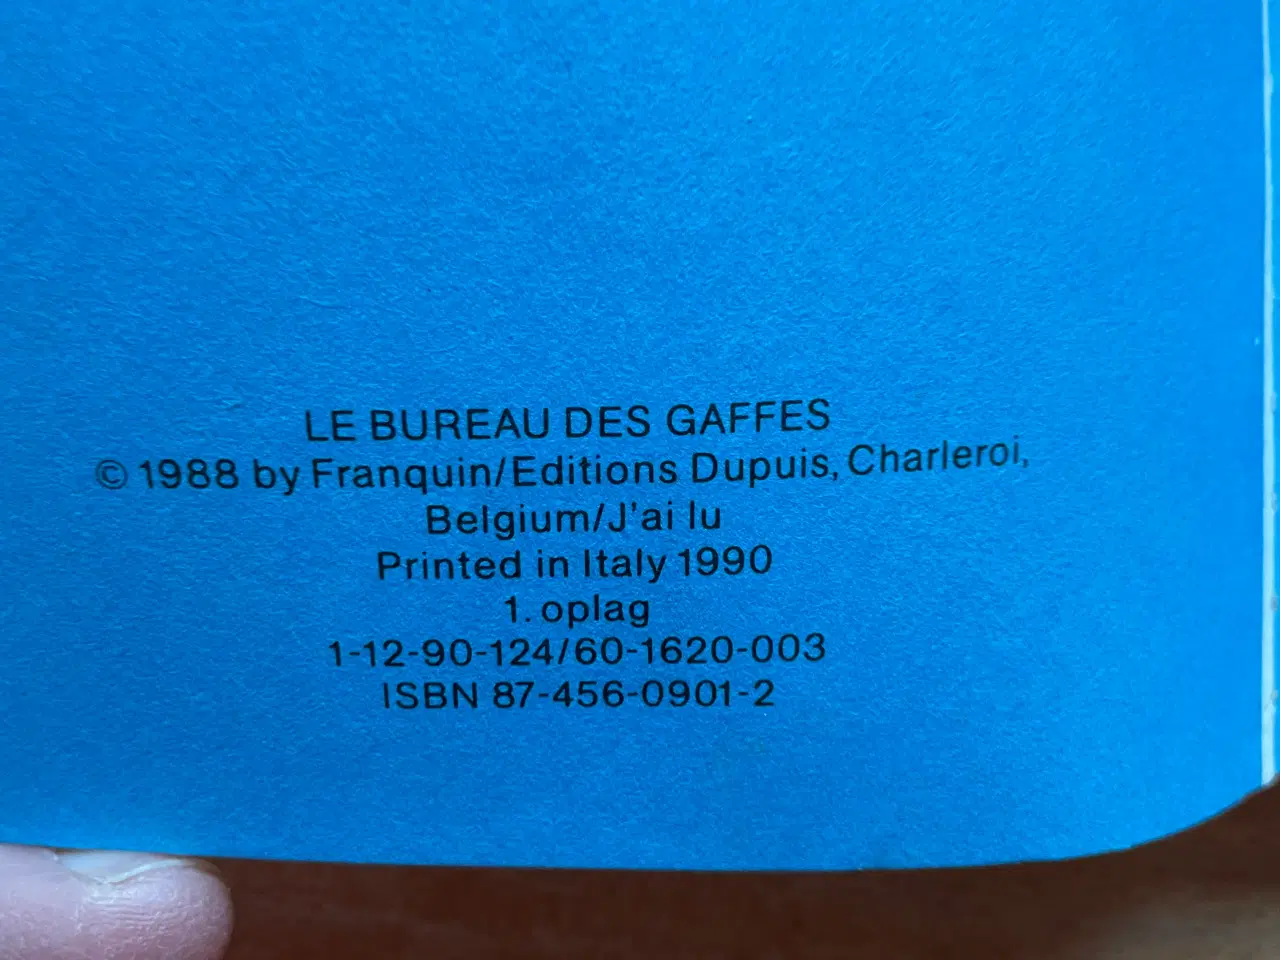 LE BUREAU DES GAFFES
© 1988 by Franquin/Editions Dupuis, Charleroi,
Belgium/J'ai lu
Printed in Italy 1990
1. oplag
1-12-90-124/60-1620-003
ISBN 87-456-0901-2